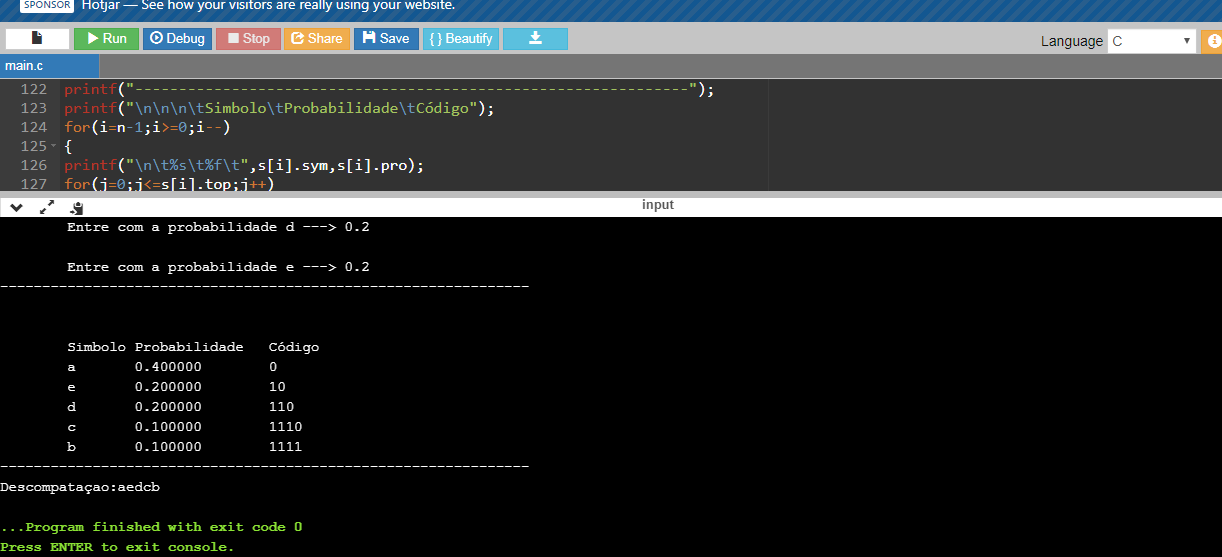 SPONSOR Hotjar — See how your visitors are really using your website.
Run Debug Stop Share Save { } Beautify Language C
main.c
122 printf("-----------------------------------------------------------------");
123 printf("\n\n\n\tSimbolo\tProbabilidade\tCódigo");
124 for(i=n-1;i>=0;i--)
125 {
126 printf("\n\t%s\t%f\t",s[i].sym,s[i].pro);
127 for(j=0;j<=s[i].top;j++)
input
Entre com a probabilidade d ---> 0.2
Entre com a probabilidade e ---> 0.2
---------------------------------------------------------------
Simbolo Probabilidade Código
a 0.400000 0
e 0.200000 10
d 0.200000 110
c 0.100000 1110
b 0.100000 1111
---------------------------------------------------------------
Descompataçao:aedcb
...Program finished with exit code 0
Press ENTER to exit console.